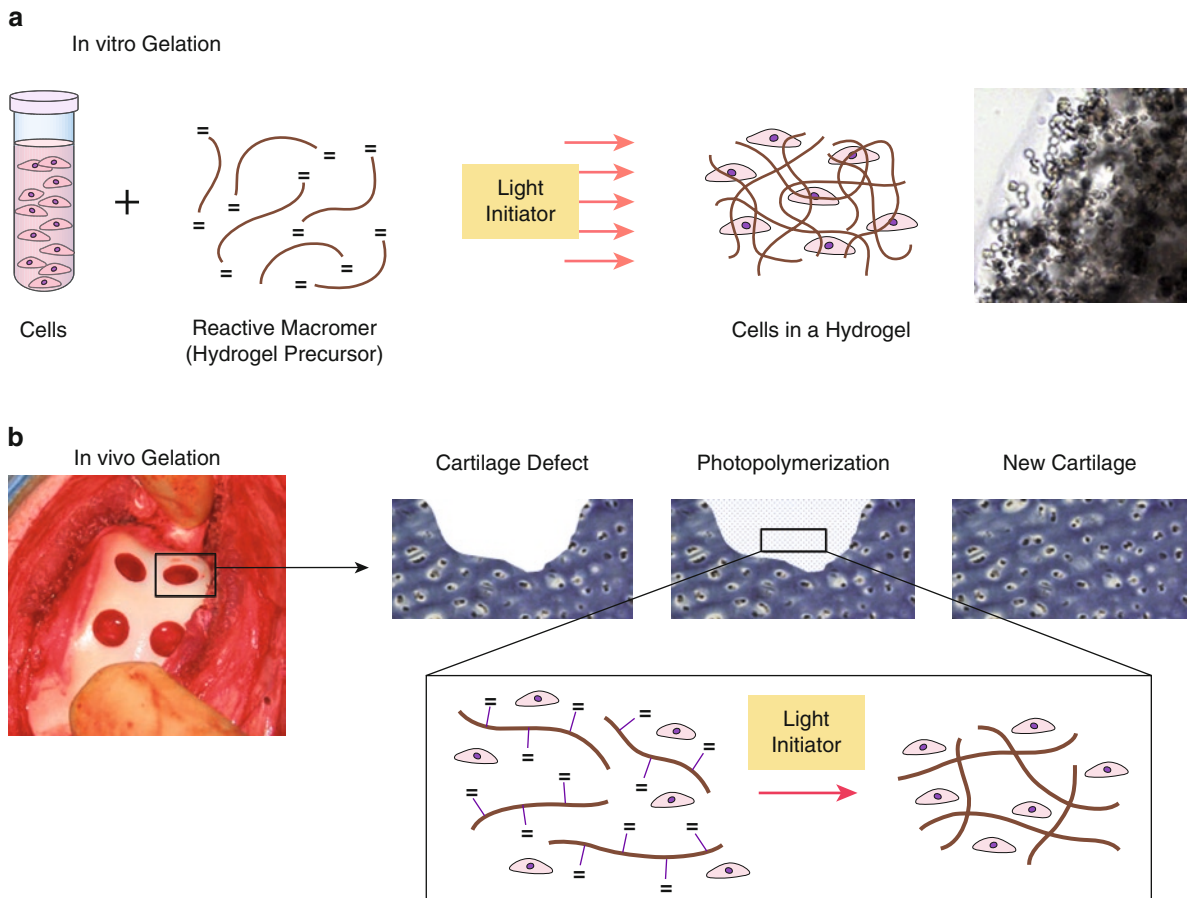 a
In vitro Gelation
Light
Initiator
Cells
Reactive Macromer
(Hydrogel Precursor)
Cells in a Hydrogel
b
In vivo Gelation
Cartilage Defect
Photopolymerization
New Cartilage
Light
Initiator